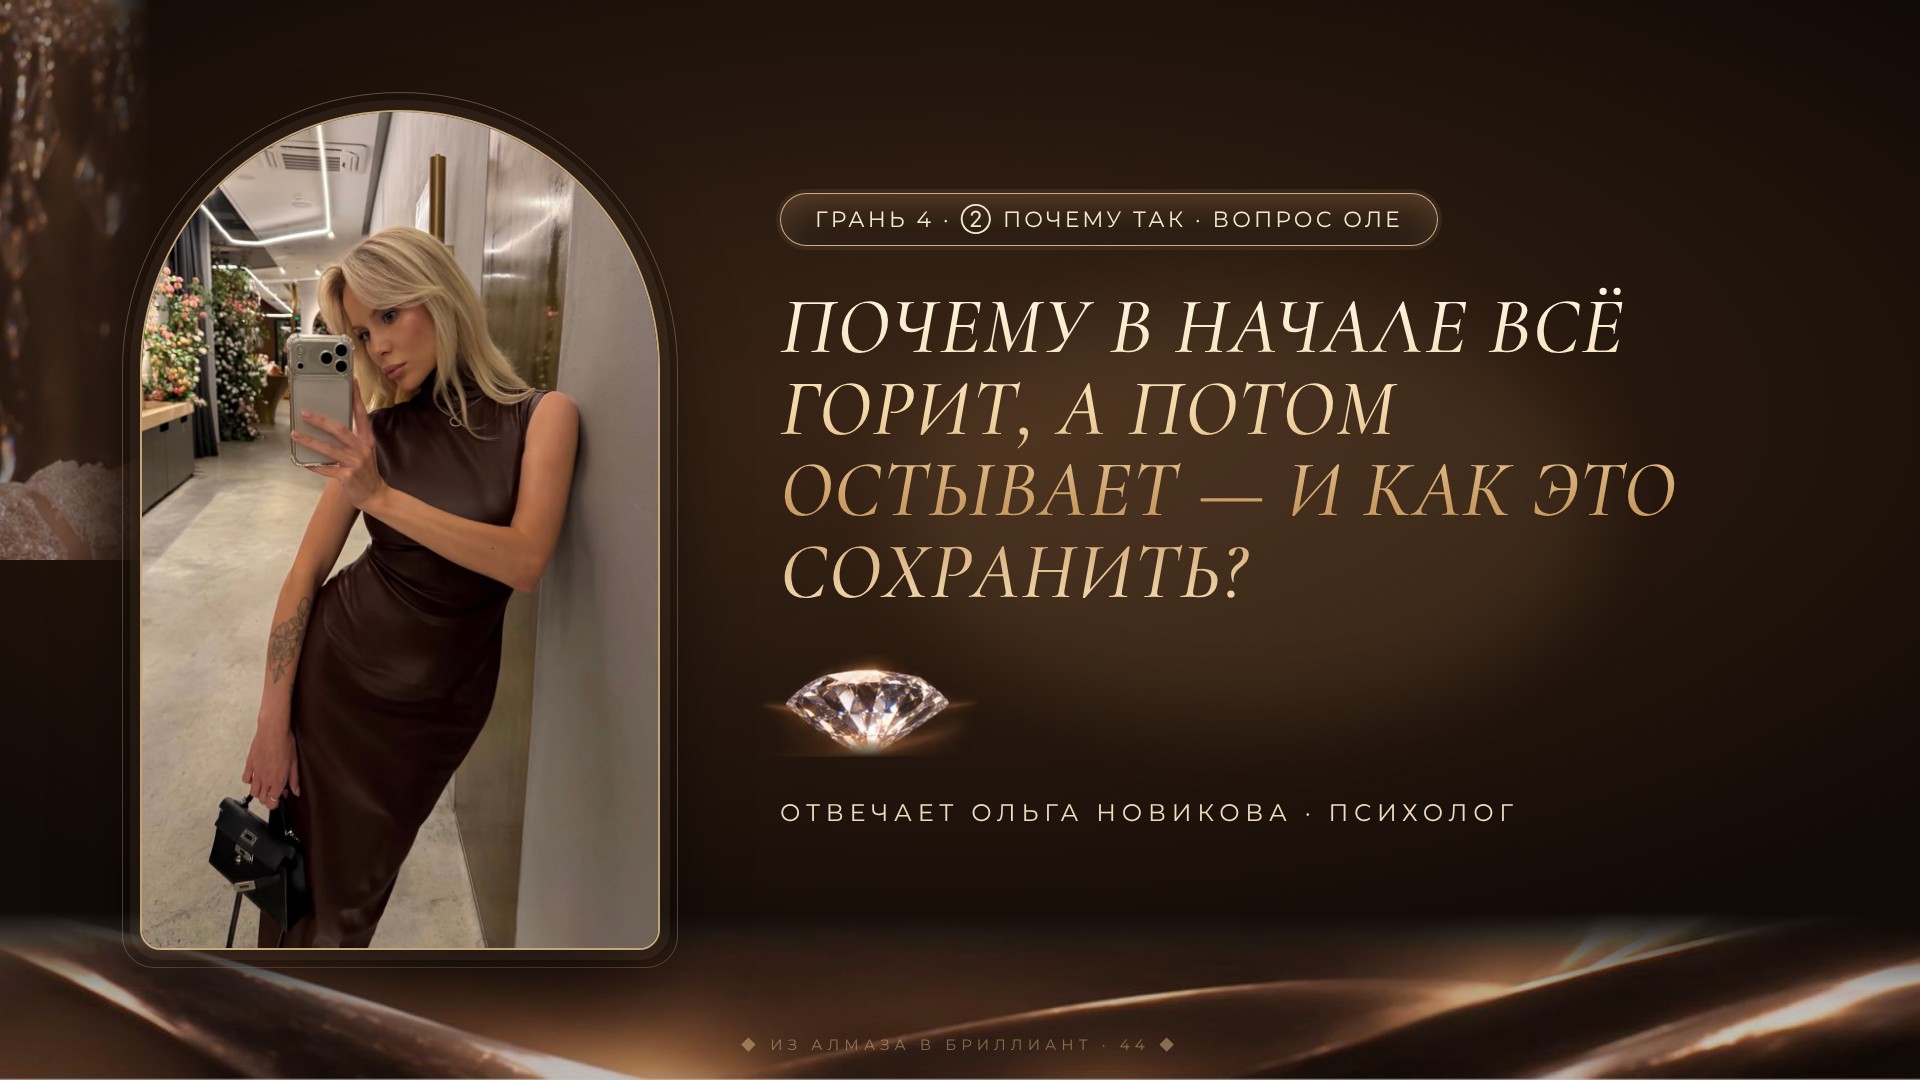 ГРАНЬ 4 · ② ПОЧЕМУ ТАК · ВОПРОС ОЛЕ
ПОЧЕМУ В НАЧАЛЕ ВСЁ
ГОРИТ, А ПОТОМ
ОСТЫВАЕТ — И КАК ЭТО
СОХРАНИТЬ?
ОТВЕЧАЕТ ОЛЬГА НОВИКОВА · ПСИХОЛОГ
◆ ИЗ АЛМАЗА В БРИЛЛИАНТ · 44 ◆